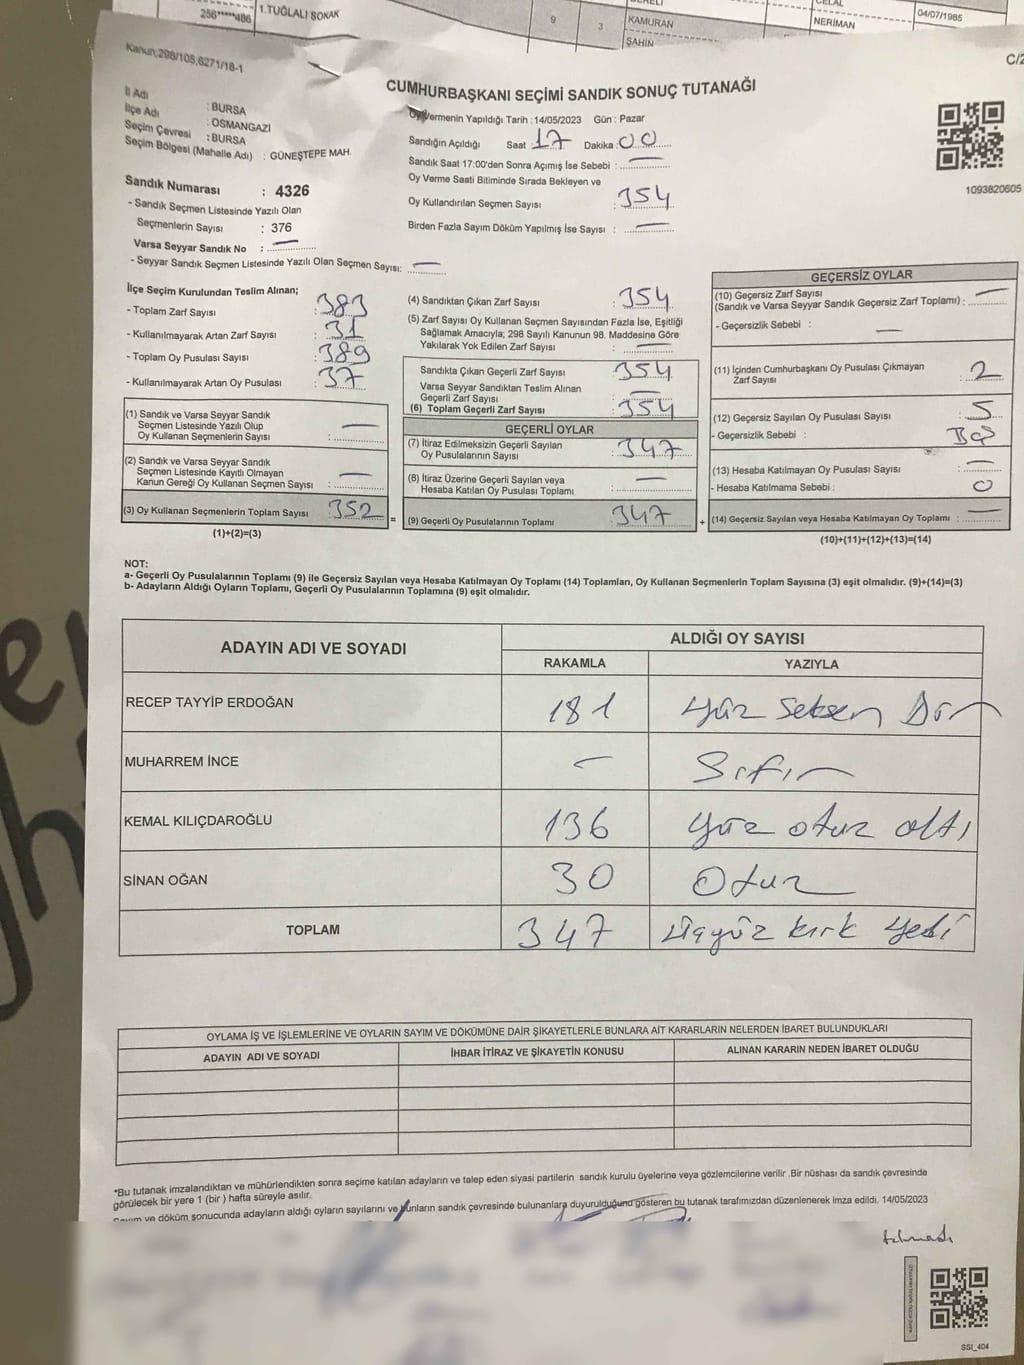 256*****486
1.TUĞLALI SOKAK
9
3
KAMURAN
ŞAHİN
CELAL
NERİMAN
04/07/1985
Kanun;298/105;6271/18-1
C/2
CUMHURBAŞKANI SEÇİMİ SANDIK SONUÇ TUTANAĞI
İl Adı : BURSA
İlçe Adı : OSMANGAZI
Seçim Çevresi : BURSA
Seçim Bölgesi (Mahalle Adı) : GÜNEŞTEPE MAH.
Oy Vermenin Yapıldığı Tarih : 14/05/2023 Gün : Pazar
Sandığın Açıldığı Saat : 17 Dakika : 00
Sandık Saat 17:00'den Sonra Açımış İse Sebebi : —
Oy Verme Saati Bitiminde Sırada Bekleyen ve
Oy Kullandırılan Seçmen Sayısı : 354
Birden Fazla Sayım Döküm Yapılmış İse Sayısı : —
1093820605
Sandık Numarası : 4326
- Sandık Seçmen Listesinde Yazılı Olan
Seçmenlerin Sayısı : 376
Varsa Seyyar Sandık No : —
- Seyyar Sandık Seçmen Listesinde Yazılı Olan Seçmen Sayısı: —
İlçe Seçim Kurulundan Teslim Alınan;
- Toplam Zarf Sayısı : 383
- Kullanılmayarak Artan Zarf Sayısı : 31
- Toplam Oy Pusulası Sayısı : 389
- Kullanılmayarak Artan Oy Pusulası : 37
(1) Sandık ve Varsa Seyyar Sandık
Seçmen Listesinde Yazılı Olup
Oy Kullanan Seçmenlerin Sayısı : —
(2) Sandık ve Varsa Seyyar Sandık
Seçmen Listesinde Kayıtlı Olmayan
Kanun Gereği Oy Kullanan Seçmen Sayısı : —
(3) Oy Kullanan Seçmenlerin Toplam Sayısı : 352
(1)+(2)=(3)
=
(4) Sandıktan Çıkan Zarf Sayısı : 354
(5) Zarf Sayısı Oy Kullanan Seçmen Sayısından Fazla İse, Eşitliği
Sağlamak Amacıyla; 298 Sayılı Kanunun 98. Maddesine Göre
Yakılarak Yok Edilen Zarf Sayısı : —
Sandıkta Çıkan Geçerli Zarf Sayısı : 354
Varsa Seyyar Sandıktan Teslim Alınan
Geçerli Zarf Sayısı : —
(6) Toplam Geçerli Zarf Sayısı : 354
GEÇERLİ OYLAR
(7) İtiraz Edilmeksizin Geçerli Sayılan
Oy Pusulalarının Sayısı : 347
(8) İtiraz Üzerine Geçerli Sayılan veya
Hesaba Katılan Oy Pusulası Toplamı : —
(9) Geçerli Oy Pusulalarının Toplamı : 347
+
GEÇERSİZ OYLAR
(10) Geçersiz Zarf Sayısı
(Sandık ve Varsa Seyyar Sandık Geçersiz Zarf Toplamı) : —
- Geçersizlik Sebebi : —
(11) İçinden Cumhurbaşkanı Oy Pusulası Çıkmayan
Zarf Sayısı : 2
(12) Geçersiz Sayılan Oy Pusulası Sayısı : 5
- Geçersizlik Sebebi : Boş
(13) Hesaba Katılmayan Oy Pusulası Sayısı : —
- Hesaba Katılmama Sebebi : 0
(14) Geçersiz Sayılan veya Hesaba Katılmayan Oy Toplamı : —
(10)+(11)+(12)+(13)=(14)
NOT:
a- Geçerli Oy Pusulalarının Toplamı (9) ile Geçersiz Sayılan veya Hesaba Katılmayan Oy Toplamı (14) Toplamları, Oy Kullanan Seçmenlerin Toplam Sayısına (3) eşit olmalıdır. (9)+(14)=(3)
b- Adayların Aldığı Oyların Toplamı, Geçerli Oy Pusulalarının Toplamına (9) eşit olmalıdır.
ADAYIN ADI VE SOYADI
ALDIĞI OY SAYISI
RAKAMLA
YAZIYLA
RECEP TAYYİP ERDOĞAN 181 Yüz Seksen
MUHARREM İNCE – Sıfır
KEMAL KILIÇDAROĞLU 136 Yüz otuz altı
SİNAN OĞAN 30 Otuz
TOPLAM 347 Üçyüz kırk yedi
OYLAMA İŞ VE İŞLEMLERİNE VE OYLARIN SAYIM VE DÖKÜMÜNE DAİR ŞİKAYETLERLE BUNLARA AİT KARARLARIN NELERDEN İBARET BULUNDUKLARI
ADAYIN ADI VE SOYADI
İHBAR İTİRAZ VE ŞİKAYETİN KONUSU
ALINAN KARARIN NEDEN İBARET OLDUĞU
*Bu tutanak imzalandıktan ve mühürlendikten sonra seçime katılan adayların ve talep eden siyasi partilerin sandık kurulu üyelerine veya gözlemcilerine verilir .Bir nüshası da sandık çevresinde
görülecek bir yere 1 (bir ) hafta süreyle asılır.
Sayım ve döküm sonucunda adayların aldığı oyların sayılarını ve bunların sandık çevresinde bulunanlara duyurulduğunu gösteren bu tutanak tarafımızdan düzenlenerek imza edildi. 14/05/2023
SSI_404